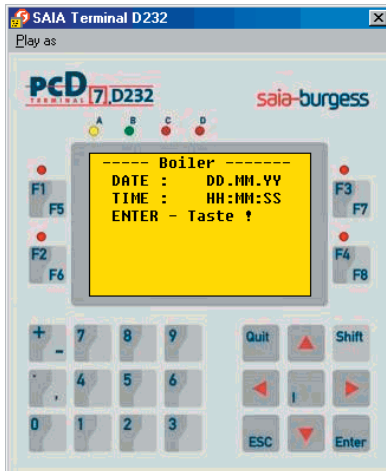 SAIA Terminal D232
Play as
PCD 7.D232
TERMINAL
saia-burgess
A B C D
----- Boiler -------
DATE : DD.MM.YY
TIME : HH:MM:SS
ENTER - Taste !
F1 F5
F3 F7
F2 F6
F4 F8
+ - 7 8 9 Quit Shift
. , 4 5 6 I
0 1 2 3 ESC Enter